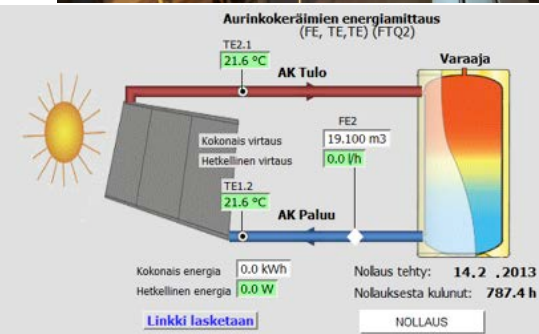 Aurinkokeräimien energiamittaus
(FE, TE,TE) (FTQ2)
TE2.1
21.6 °C
AK Tulo
Varaaja
FE2
Kokonais virtaus 19.100 m3
Hetkellinen virtaus 0.0 l/h
TE1.2
21.6 °C
AK Paluu
Kokonais energia 0.0 kWh
Nollaus tehty: 14.2 .2013
Hetkellinen energia 0.0 W
Nollauksesta kulunut: 787.4 h
Linkki lasketaan
NOLLAUS